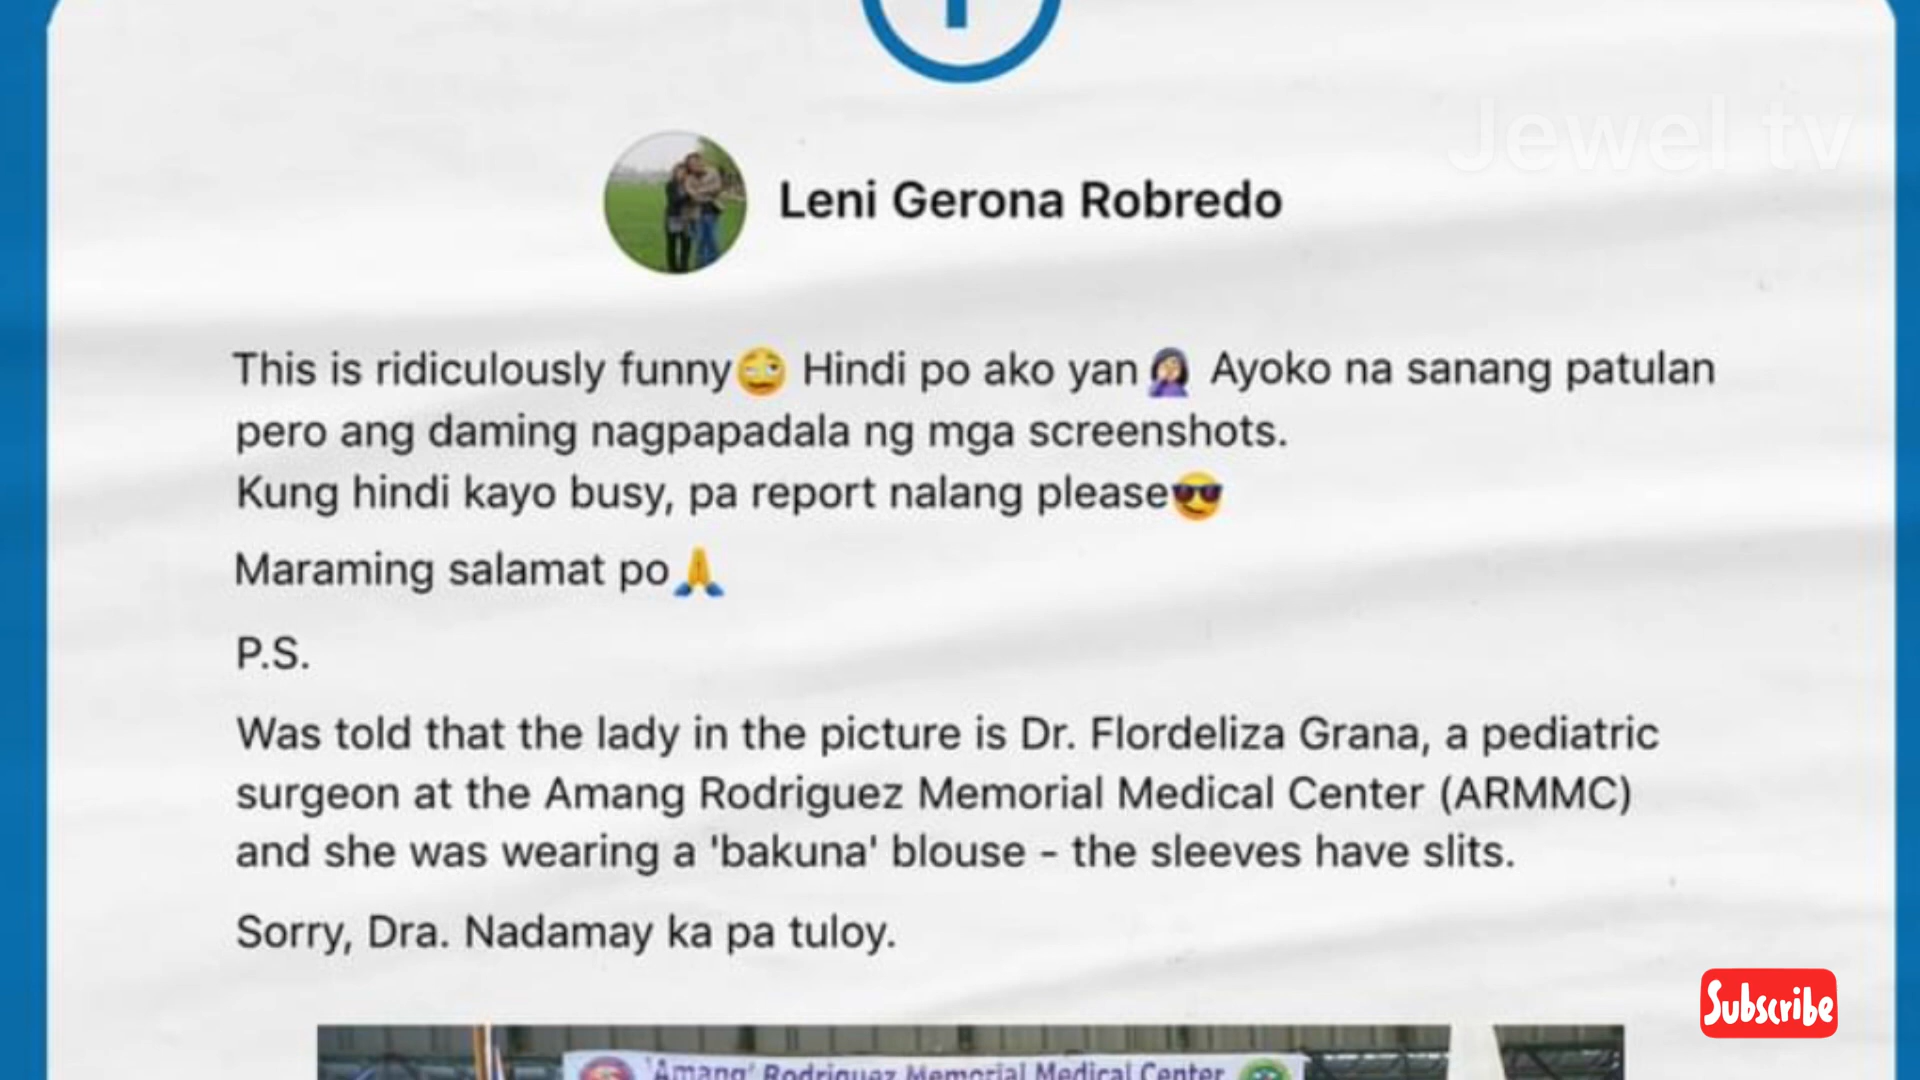 Jewel tv
Leni Gerona Robredo
This is ridiculously funny🥴 Hindi po ako yan🤦🏻‍♀️ Ayoko na sanang patulan
pero ang daming nagpapadala ng mga screenshots.
Kung hindi kayo busy, pa report nalang please😎
Maraming salamat po🙏
P.S.
Was told that the lady in the picture is Dr. Flordeliza Grana, a pediatric
surgeon at the Amang Rodriguez Memorial Medical Center (ARMMC)
and she was wearing a 'bakuna' blouse - the sleeves have slits.
Sorry, Dra. Nadamay ka pa tuloy.
Subscribe
'Amang' Rodriguez Memorial Medical Center